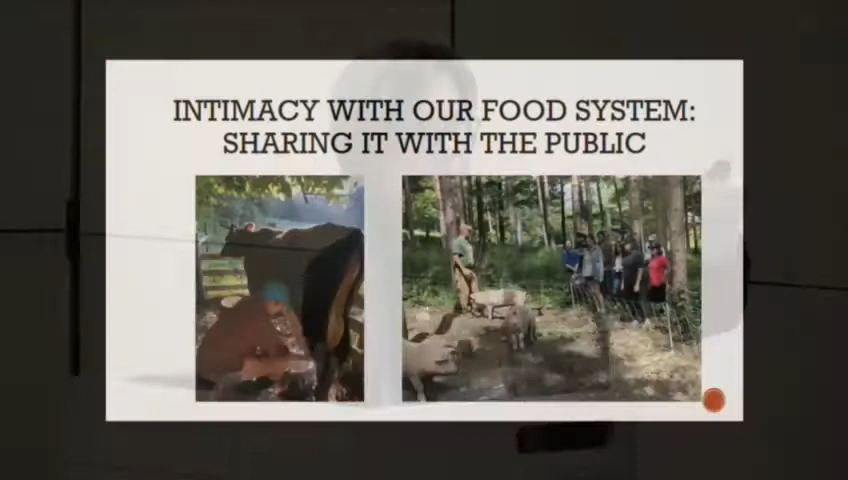 INTIMACY WITH OUR FOOD SYSTEM:
SHARING IT WITH THE PUBLIC